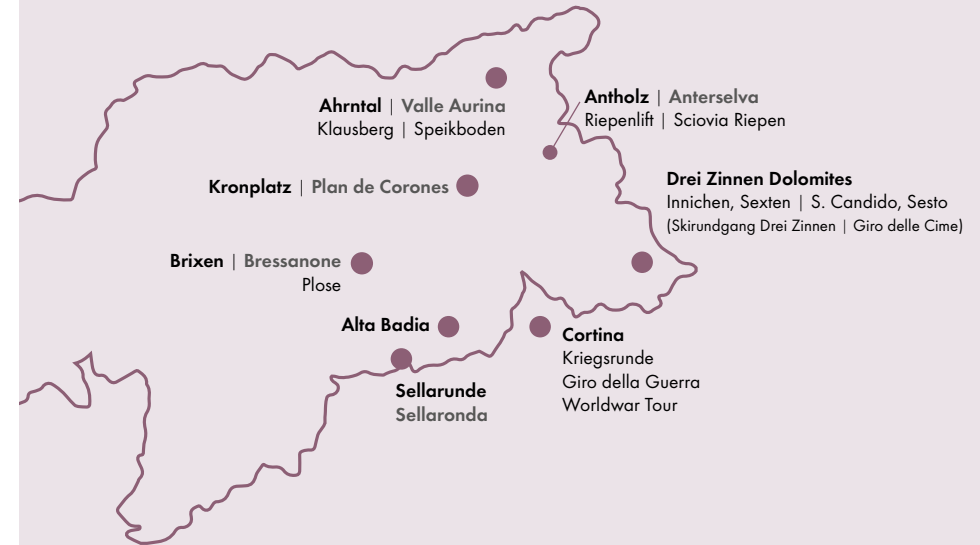 Ahrntal | Valle Aurina
Klausberg | Speikboden
Antholz | Anterselva
Riepenlift | Sciovia Riepen
Kronplatz | Plan de Corones
Drei Zinnen Dolomites
Innichen, Sexten | S. Candido, Sesto
(Skirundgang Drei Zinnen | Giro delle Cime)
Brixen | Bressanone
Plose
Alta Badia
Cortina
Kriegsrunde
Giro della Guerra
Worldwar Tour
Sellarunde
Sellaronda